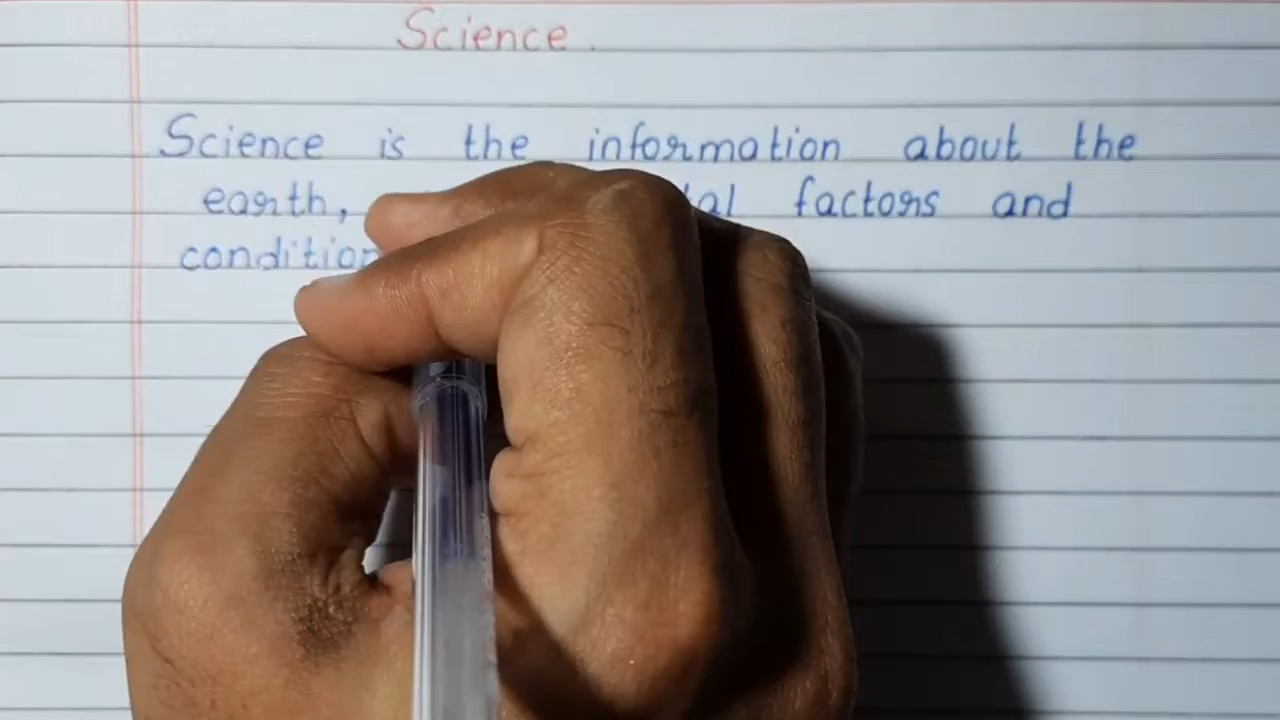 Science.
Science is the information about the
earth, factors and
condition